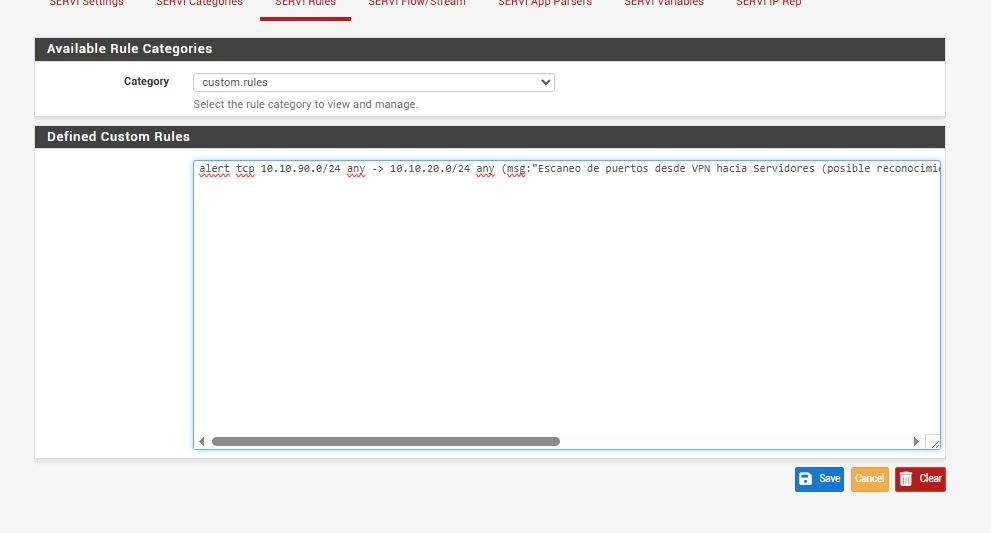 SERVI Settings SERVI Categories SERVI Rules SERVI Flow/Stream SERVI App Parsers SERVI Variables SERVI IP Rep
Available Rule Categories
Category custom.rules
Select the rule category to view and manage.
Defined Custom Rules
alert tcp 10.10.90.0/24 any -> 10.10.20.0/24 any (msg:"Escaneo de puertos desde VPN hacia Servidores (posible reconocimi
Save Cancel Clear